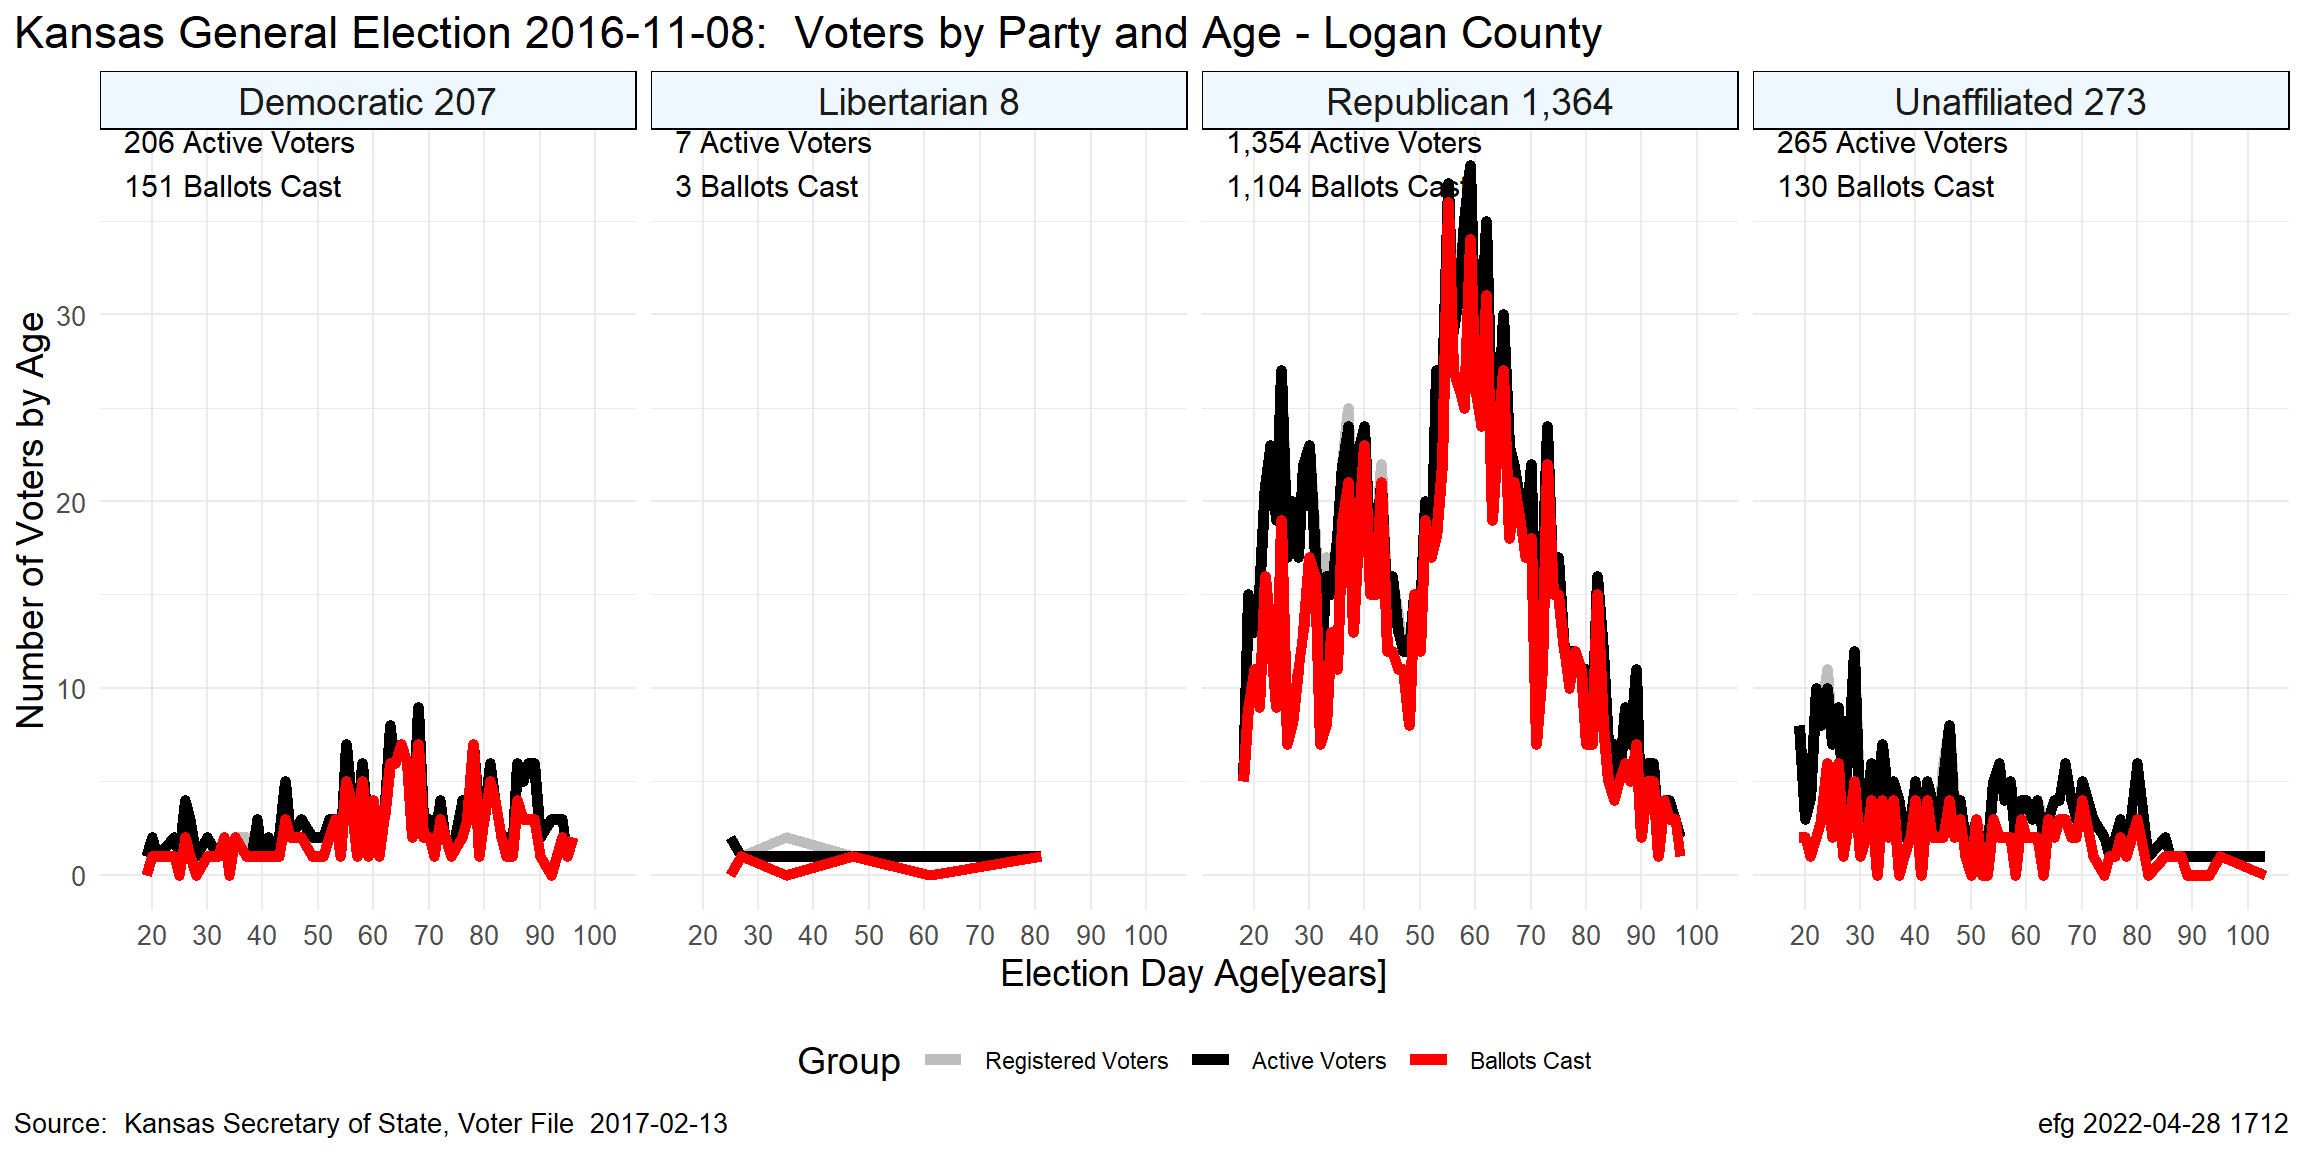 Kansas General Election 2016-11-08:  Voters by Party and Age - Logan County
Democratic 207
Libertarian 8
Republican 1,364
Unaffiliated 273
206 Active Voters
151 Ballots Cast
7 Active Voters
3 Ballots Cast
1,354 Active Voters
1,104 Ballots Cast
265 Active Voters
130 Ballots Cast
Number of Voters by Age
30
20
10
0
20 30 40 50 60 70 80 90 100
20 30 40 50 60 70 80 90 100
20 30 40 50 60 70 80 90 100
20 30 40 50 60 70 80 90 100
Election Day Age[years]
Group Registered Voters Active Voters Ballots Cast
Source:  Kansas Secretary of State, Voter File  2017-02-13
efg 2022-04-28 1712